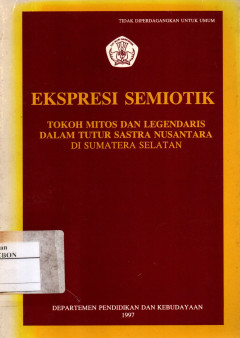 TIDAK DIPERDAGANGKAN UNTUK UMUM
EKSPRESI SEMIOTIK
TOKOH MITOS DAN LEGENDARIS
DALAM TUTUR SASTRA NUSANTARA
DI SUMATERA SELATAN
DEPARTEMEN PENDIDIKAN DAN KEBUDAYAAN
1997